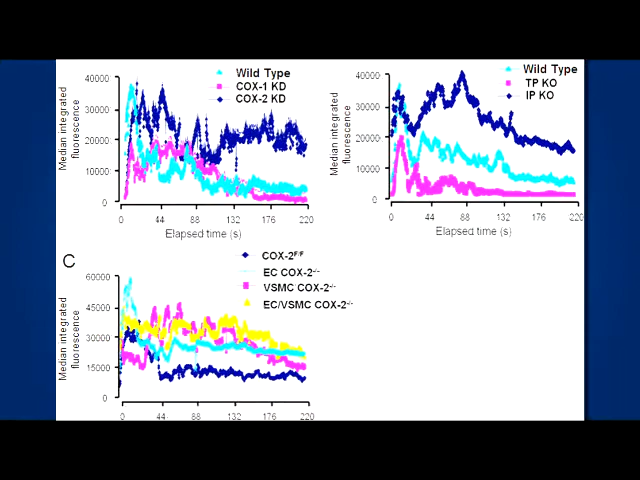 Wild Type
COX-1 KD
COX-2 KD
Median integrated
fluorescence
40000
30000
20000
10000
0
0 44 88 132 176 220
Elapsed time (s)
Wild Type
TP KO
IP KO
Median integrated
fluorescence
40000
30000
20000
10000
0
0 44 88 132 176 220
Elapsed time (s)
C
COX-2F/F
EC COX-2-/-
VSMC COX-2-/-
EC/VSMC COX-2-/-
Median integrated
fluorescence
60000
45000
30000
15000
0
0 44 88 132 176 220